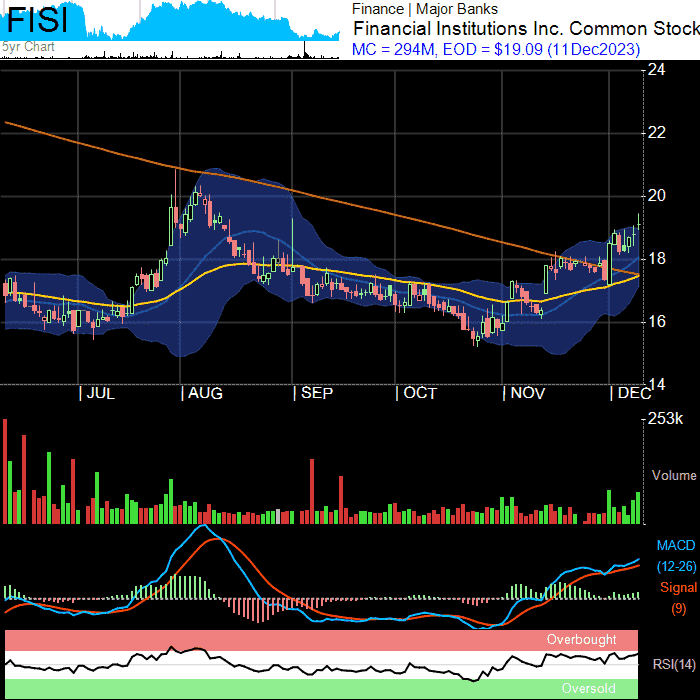 FISI
5yr Chart
Finance | Major Banks
Financial Institutions Inc. Common Stock
MC = 294M, EOD = $19.09 (11Dec2023)
24
22
20
18
16
14
JUL
AUG
SEP
OCT
NOV
DEC
253k
Volume
MACD
(12-26)
Signal
(9)
Overbought
RSI(14)
Oversold